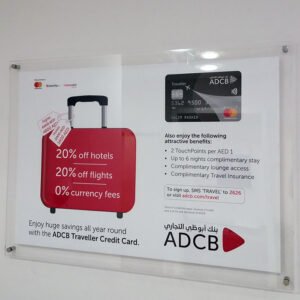 Traveller
ADCB
20% off hotels
20% off flights
0% currency fees
Also enjoy the following
attractive benefits:
• 2 TouchPoints per AED 1
• Up to 6 nights complimentary stay
• Complimentary lounge access
• Complimentary Travel Insurance
To sign up, SMS 'TRAVEL' to 2626
or visit adcb.com/travel
Enjoy huge savings all year round
with the ADCB Traveller Credit Card.
بنك أبوظبي التجاري
ADCB